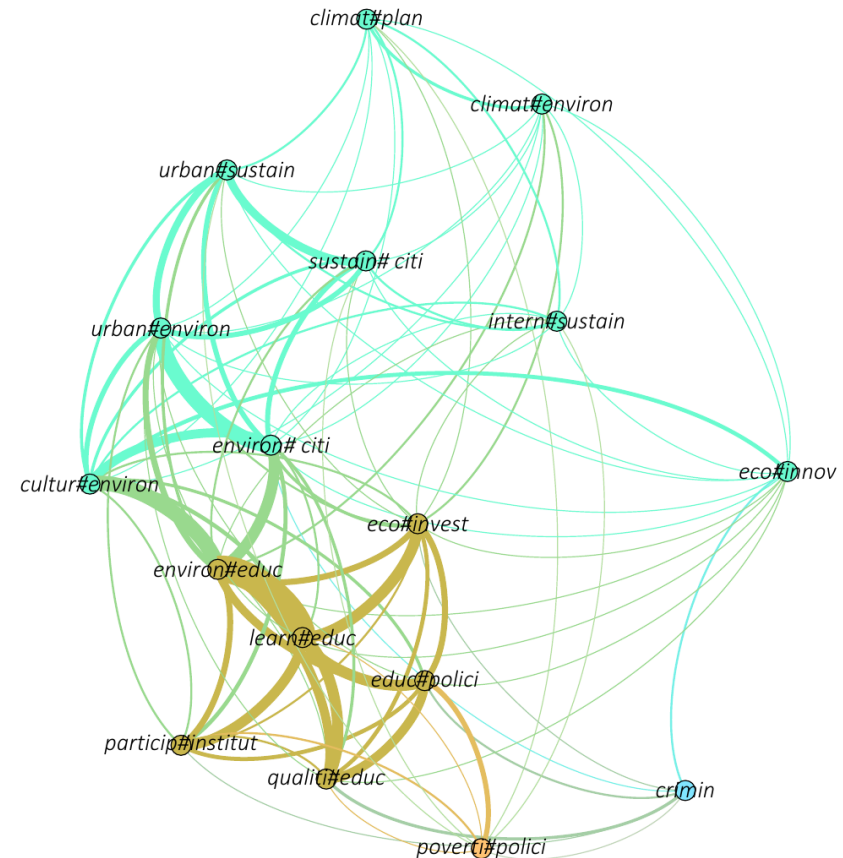 climat#plan
climat#environ
urban#sustain
sustain# citi
intern#sustain
urban#environ
environ# citi
eco#innov
cultur#environ
eco#invest
environ#educ
learn#educ
educ#polici
particip#institut
qualiti#educ
crimin
poverti#polici